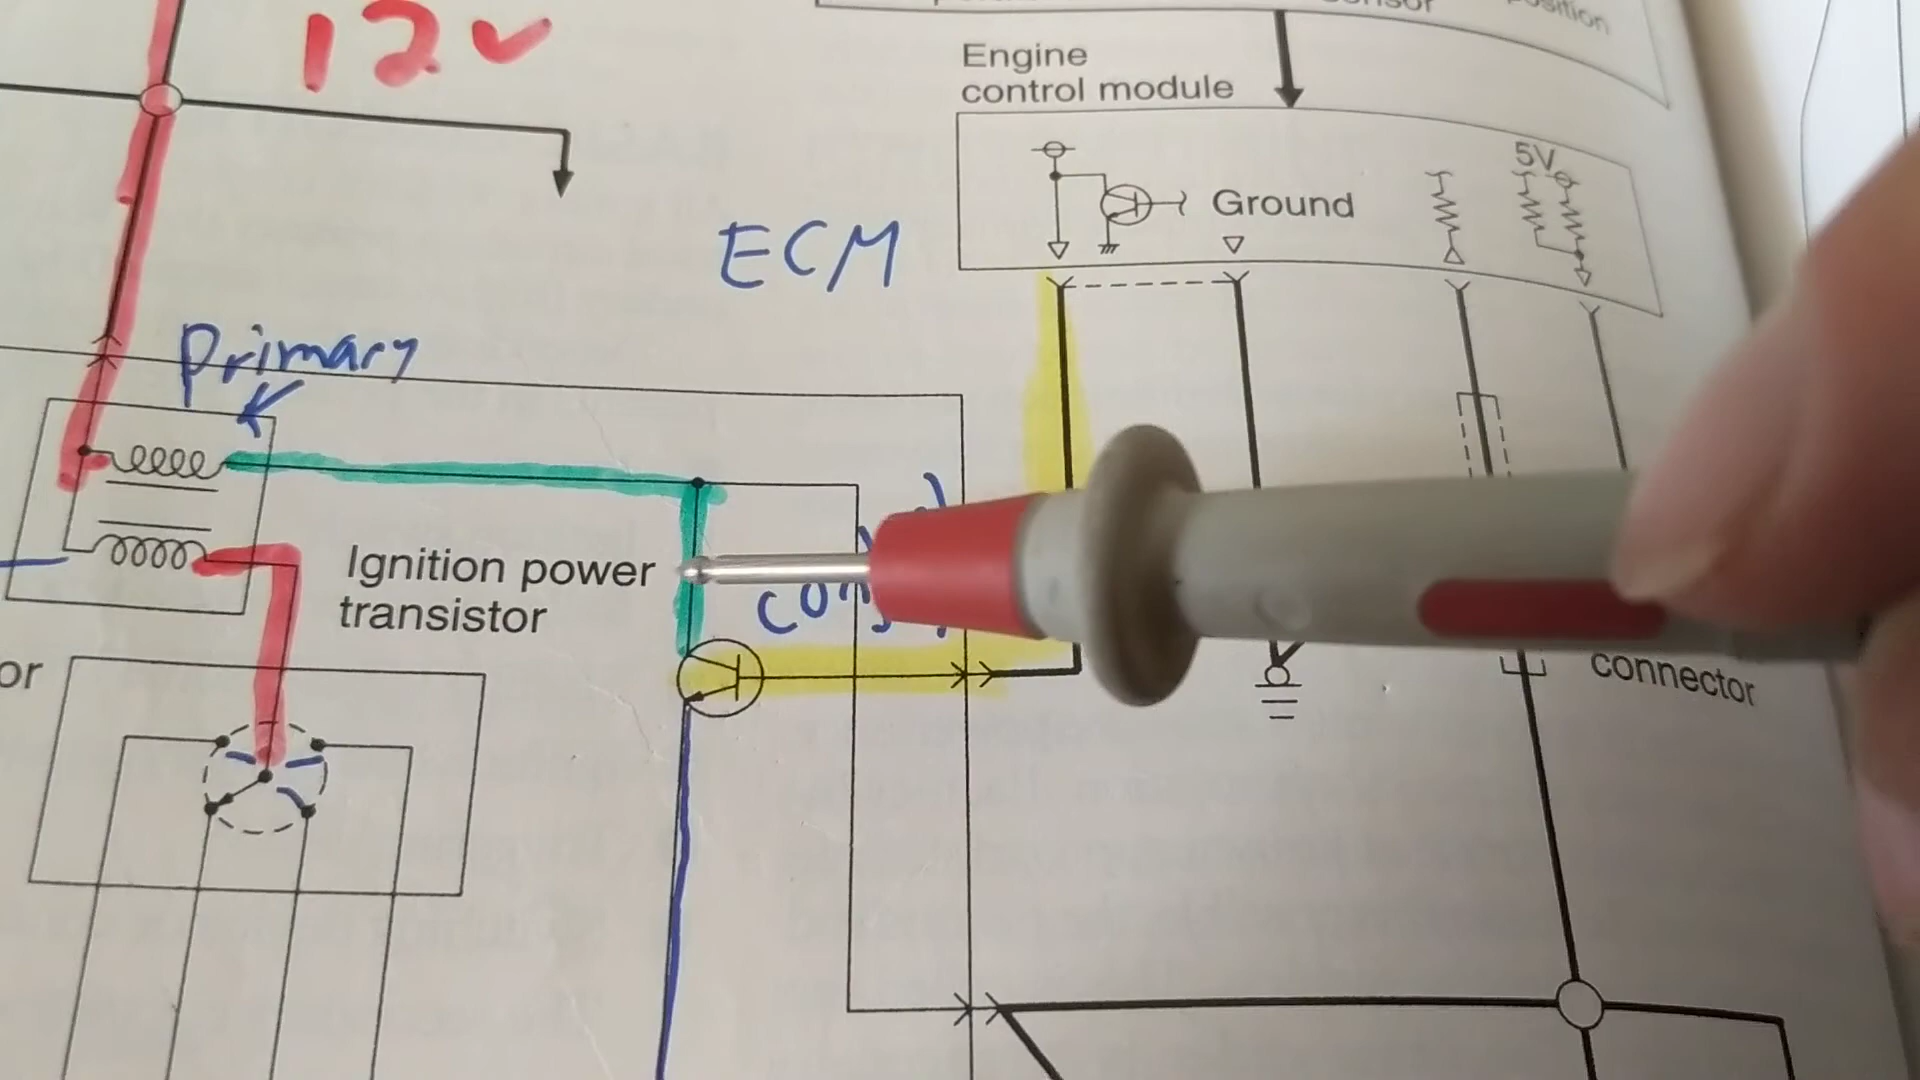 12v
Engine
control module
5V
Ground
ECM
Primary
Ignition power
transistor
or
connector